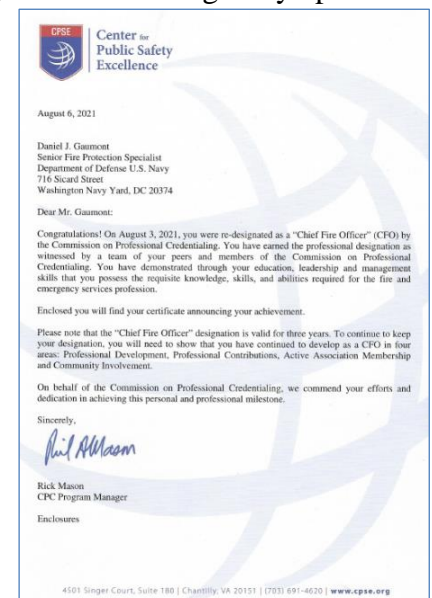 CPSE
Center for
Public Safety
Excellence
August 6, 2021
Daniel J. Gaumont
Senior Fire Protection Specialist
Department of Defense U.S. Navy
716 Sicard Street
Washington Navy Yard, DC 20374
Dear Mr. Gaumont:
Congratulations! On August 3, 2021, you were re-designated as a “Chief Fire Officer” (CFO) by
the Commission on Professional Credentialing. You have earned the professional designation as
witnessed by a team of your peers and members of the Commission on Professional
Credentialing. You have demonstrated through your education, leadership and management
skills that you possess the requisite knowledge, skills, and abilities required for the fire and
emergency services profession.
Enclosed you will find your certificate announcing your achievement.
Please note that the “Chief Fire Officer” designation is valid for three years. To continue to keep
your designation, you will need to show that you have continued to develop as a CFO in four
areas: Professional Development, Professional Contributions, Active Association Membership
and Community Involvement.
On behalf of the Commission on Professional Credentialing, we commend your efforts and
dedication in achieving this personal and professional milestone.
Sincerely,
Rick Mason
CPC Program Manager
Enclosures
4501 Singer Court, Suite 180 | Chantilly, VA 20151 | (703) 691-4620 | www.cpse.org